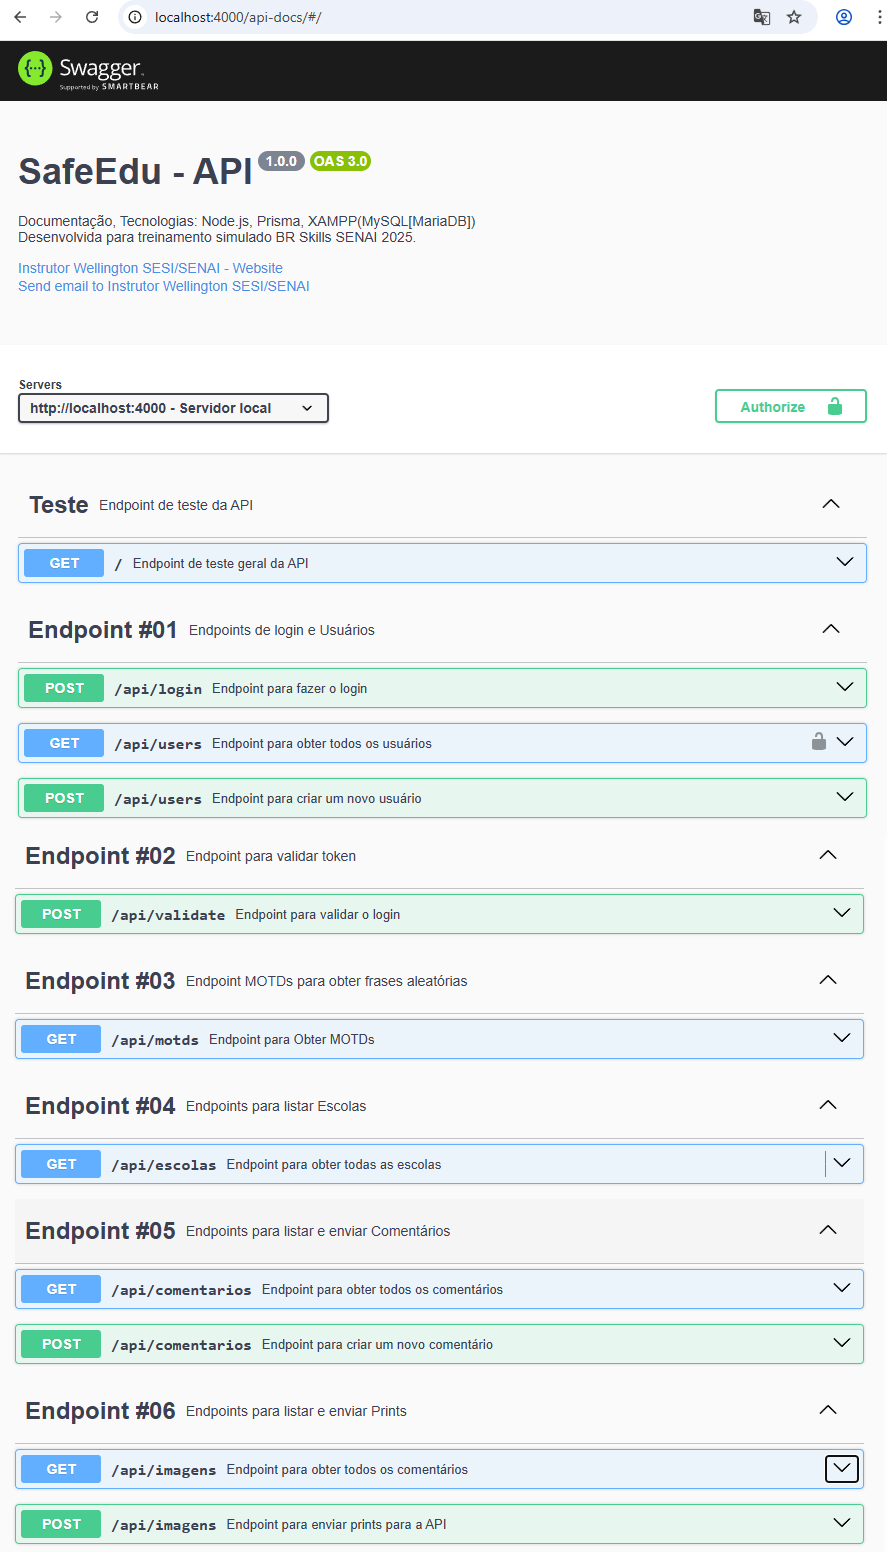 localhost:4000/api-docs/#/
Swagger
Supported by SMARTBEAR
SafeEdu - API 1.0.0 OAS 3.0
Documentação, Tecnologias: Node.js, Prisma, XAMPP(MySQL[MariaDB])
Desenvolvida para treinamento simulado BR Skills SENAI 2025.
Instrutor Wellington SESI/SENAI - Website
Send email to Instrutor Wellington SESI/SENAI
Servers
http://localhost:4000 - Servidor local
Authorize
Teste Endpoint de teste da API
GET / Endpoint de teste geral da API
Endpoint #01 Endpoints de login e Usuários
POST /api/login Endpoint para fazer o login
GET /api/users Endpoint para obter todos os usuários
POST /api/users Endpoint para criar um novo usuário
Endpoint #02 Endpoint para validar token
POST /api/validate Endpoint para validar o login
Endpoint #03 Endpoint MOTDs para obter frases aleatórias
GET /api/motds Endpoint para Obter MOTDs
Endpoint #04 Endpoints para listar Escolas
GET /api/escolas Endpoint para obter todas as escolas
Endpoint #05 Endpoints para listar e enviar Comentários
GET /api/comentarios Endpoint para obter todos os comentários
POST /api/comentarios Endpoint para criar um novo comentário
Endpoint #06 Endpoints para listar e enviar Prints
GET /api/imagens Endpoint para obter todos os comentários
POST /api/imagens Endpoint para enviar prints para a API